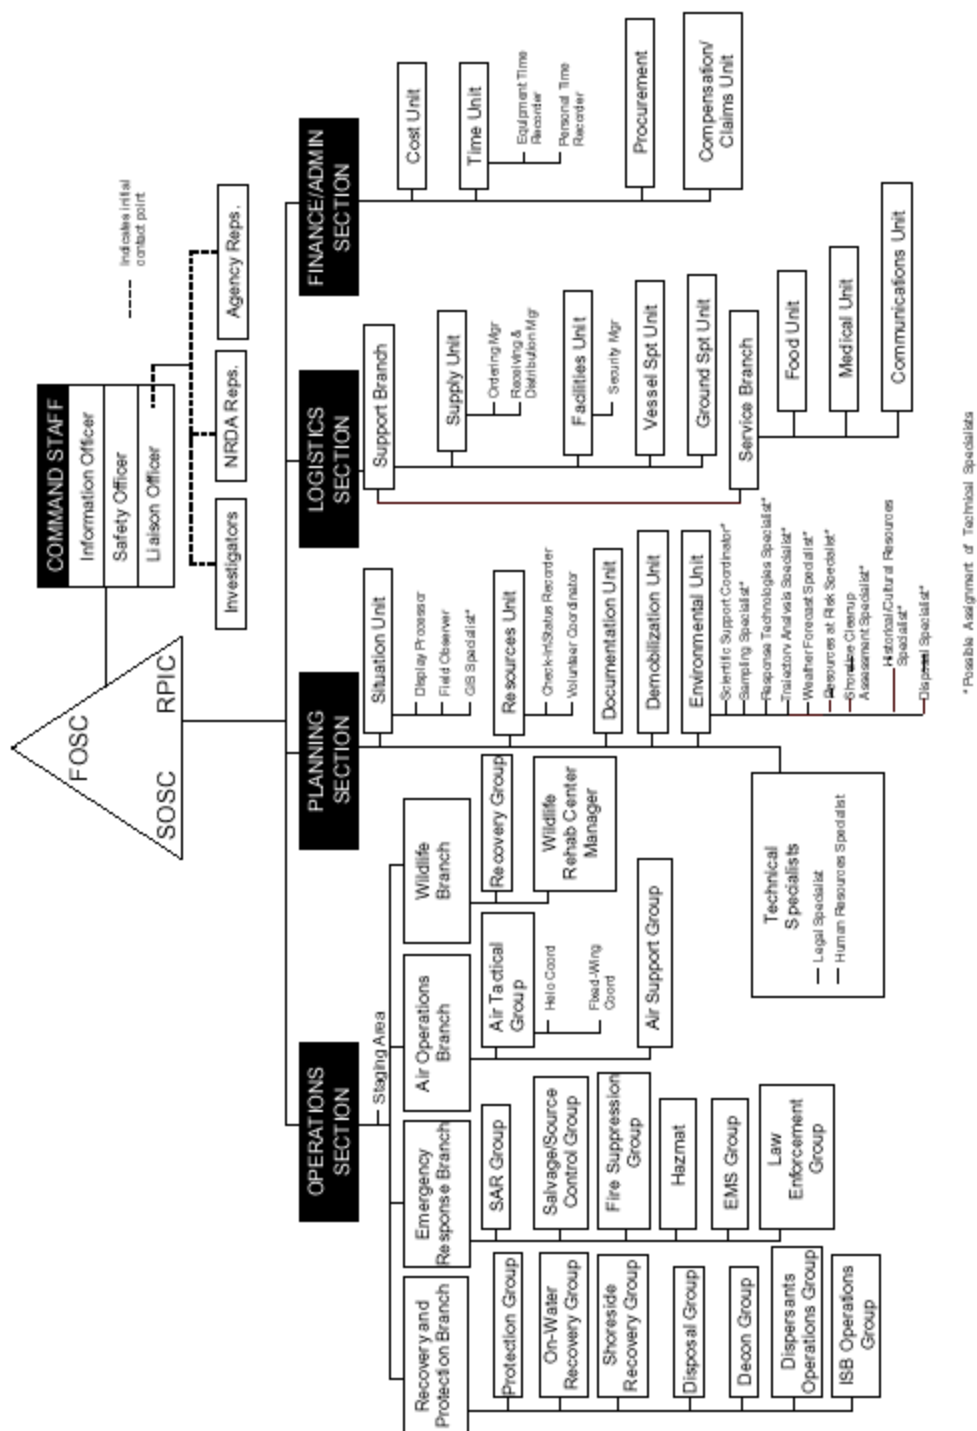 FOSC
SOSC
RPIC
COMMAND STAFF
Information Officer
Safety Officer
Liaison Officer
Indicates initial
contact point
Investigators
NRDA Reps.
Agency Reps.
OPERATIONS
SECTION
Staging Area
Recovery and
Protection Branch
Protection Group
On-Water
Recovery Group
Shoreside
Recovery Group
Disposal Group
Decon Group
Dispersants
Operations Group
ISB Operations
Group
Emergency
Response Branch
SAR Group
Salvage/Source
Control Group
Fire Suppression
Group
Hazmat
EMS Group
Law
Enforcement
Group
Air Operations
Branch
Air Tactical
Group
Helo Coord
Fixed-Wing
Coord
Air Support Group
Wildlife
Branch
Recovery Group
Wildlife
Rehab Center
Manager
PLANNING
SECTION
Situation Unit
Display Processor
Field Observer
GIS Specialist*
Resources Unit
Check-in/Status Recorder
Volunteer Coordinator
Documentation Unit
Demobilization Unit
Environmental Unit
Scientific Support Coordinator*
Sampling Specialist*
Response Technologies Specialist*
Trajectory Analysis Specialist*
Weather Forecast Specialist*
Resources at Risk Specialist*
Shoreline Cleanup
Assessment Specialist*
Historical/Cultural Resources
Specialist*
Disposal Specialist*
Technical
Specialists
Legal Specialist
Human Resources Specialist
LOGISTICS
SECTION
Support Branch
Supply Unit
Ordering Mgr
Receiving &
Distribution Mgr
Facilities Unit
Security Mgr
Vessel Spt Unit
Ground Spt Unit
Service Branch
Food Unit
Medical Unit
Communications Unit
FINANCE/ADMIN
SECTION
Cost Unit
Time Unit
Equipment Time
Recorder
Personal Time
Recorder
Procurement
Compensation/
Claims Unit
* Possible Assignment of Technical Specialists